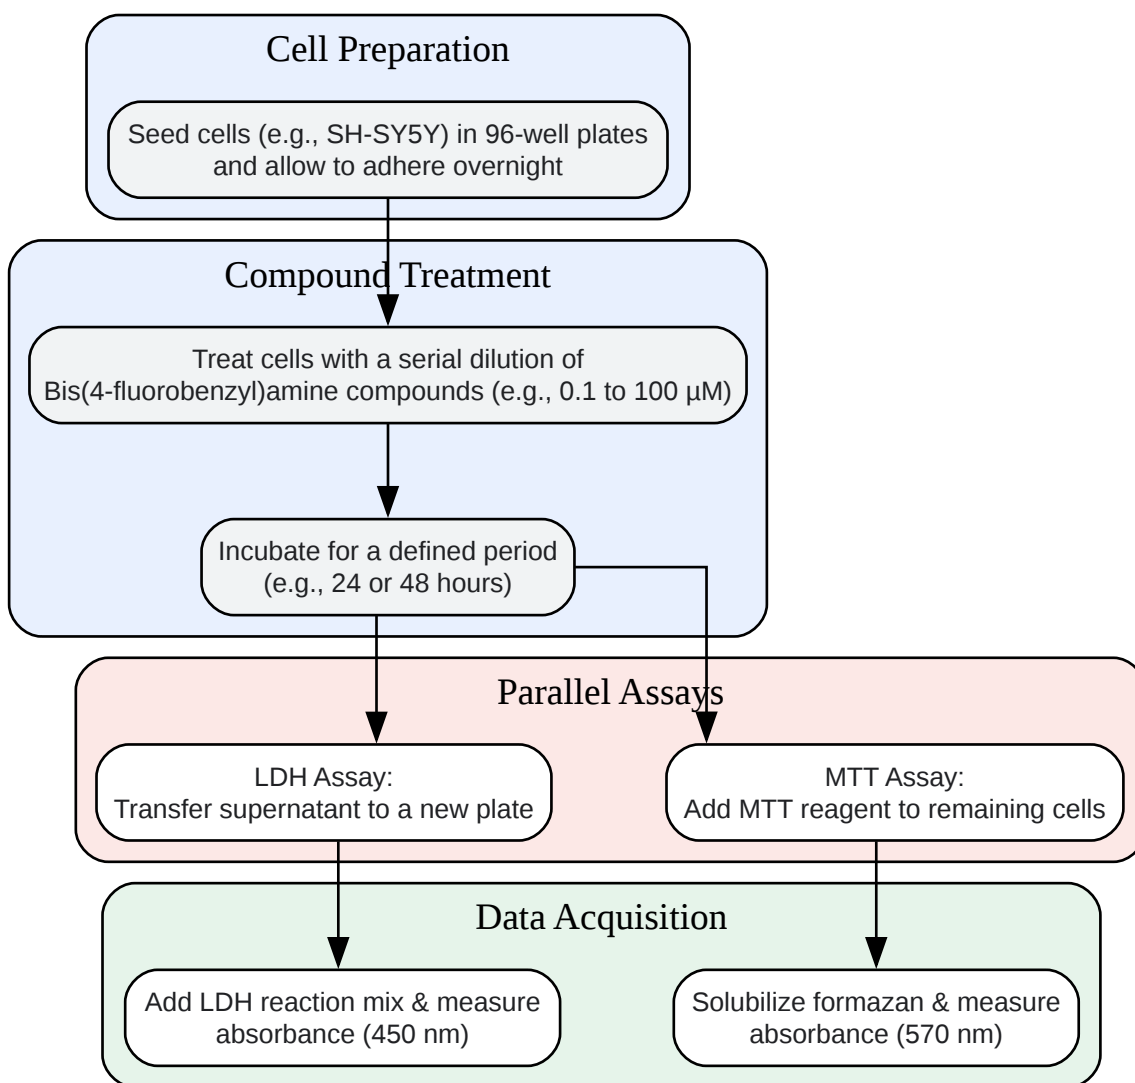 Cell Preparation
Seed cells (e.g., SH-SY5Y) in 96-well plates
and allow to adhere overnight
Compound Treatment
Treat cells with a serial dilution of
Bis(4-fluorobenzyl)amine compounds (e.g., 0.1 to 100 µM)
Incubate for a defined period
(e.g., 24 or 48 hours)
Parallel Assays
LDH Assay:
Transfer supernatant to a new plate
MTT Assay:
Add MTT reagent to remaining cells
Data Acquisition
Add LDH reaction mix & measure
absorbance (450 nm)
Solubilize formazan & measure
absorbance (570 nm)